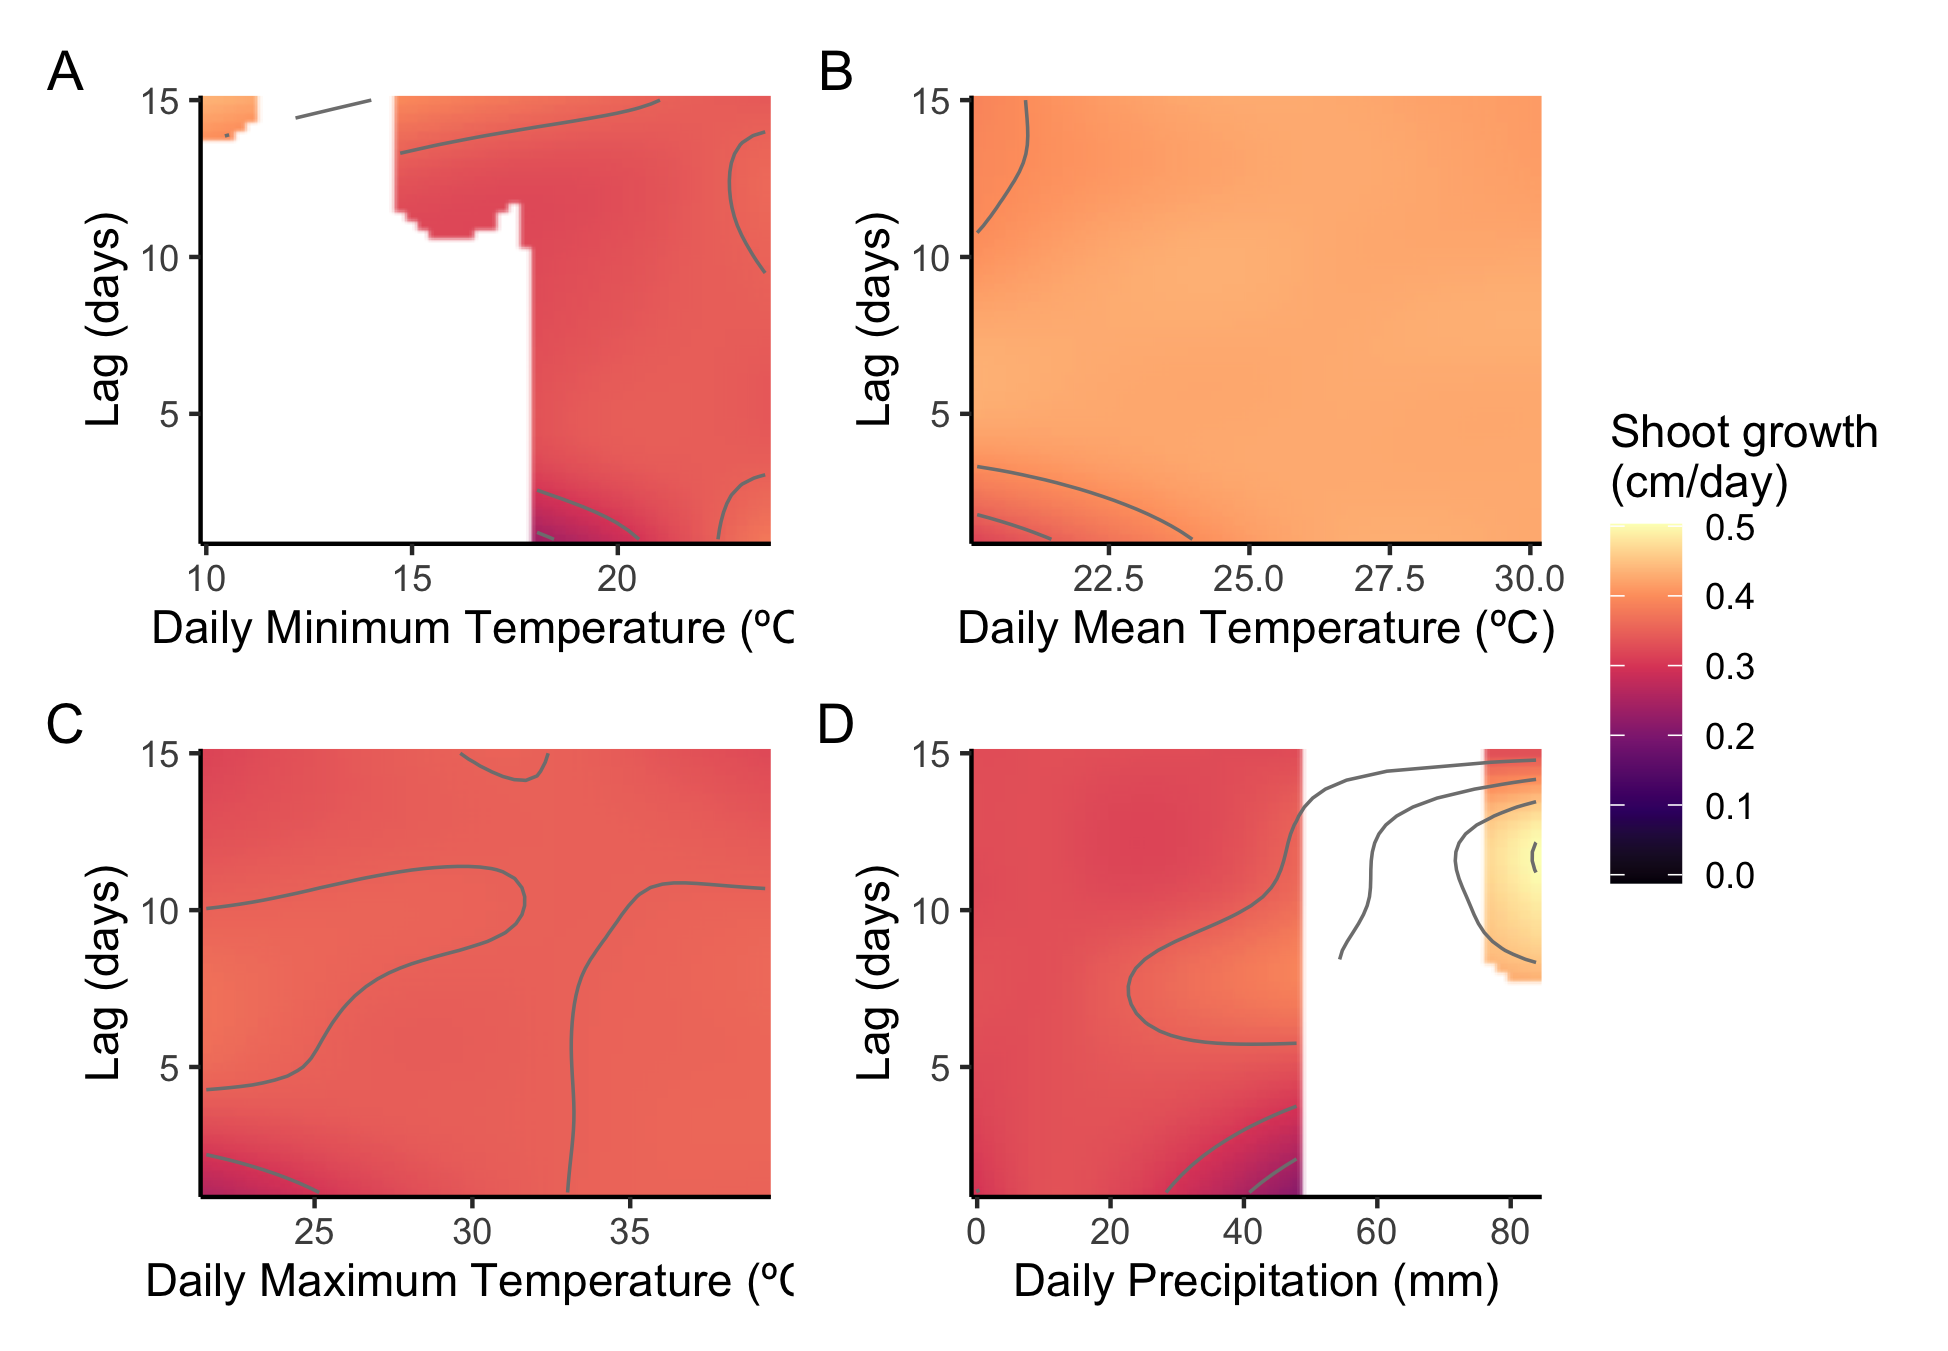 A
15
10
5
Lag (days)
10 15 20
Daily Minimum Temperature (ºC
B
15
10
5
Lag (days)
22.5 25.0 27.5 30.0
Daily Mean Temperature (ºC)
C
15
10
5
Lag (days)
25 30 35
Daily Maximum Temperature (ºC
D
15
10
5
Lag (days)
0 20 40 60 80
Daily Precipitation (mm)
Shoot growth
(cm/day)
0.5
0.4
0.3
0.2
0.1
0.0